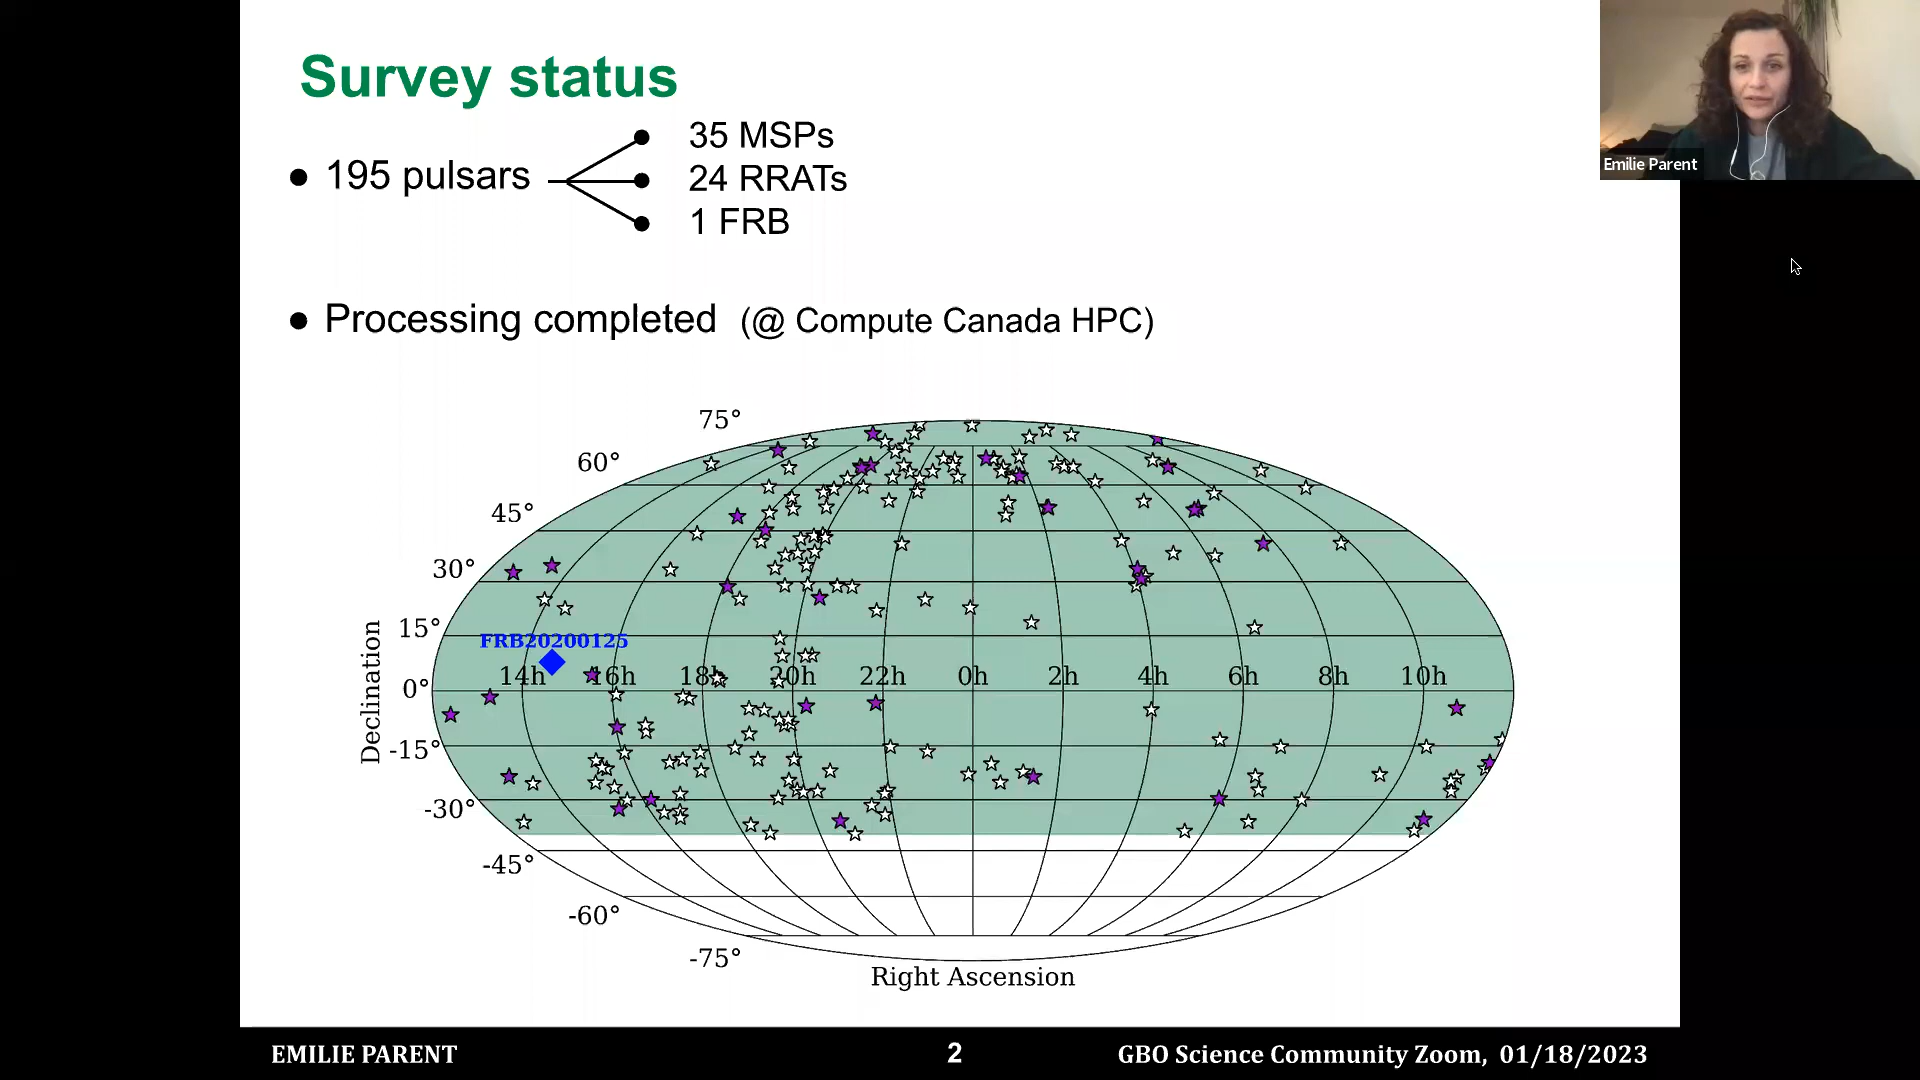 Survey status
Emilie Parent
● 195 pulsars
35 MSPs
24 RRATs
1 FRB
● Processing completed (@ Compute Canada HPC)
75°
60°
45°
30°
15°
0°
-15°
-30°
-45°
-60°
-75°
Declination
FRB20200125
14h 16h 18h 20h 22h 0h 2h 4h 6h 8h 10h
Right Ascension
EMILIE PARENT 2 GBO Science Community Zoom, 01/18/2023